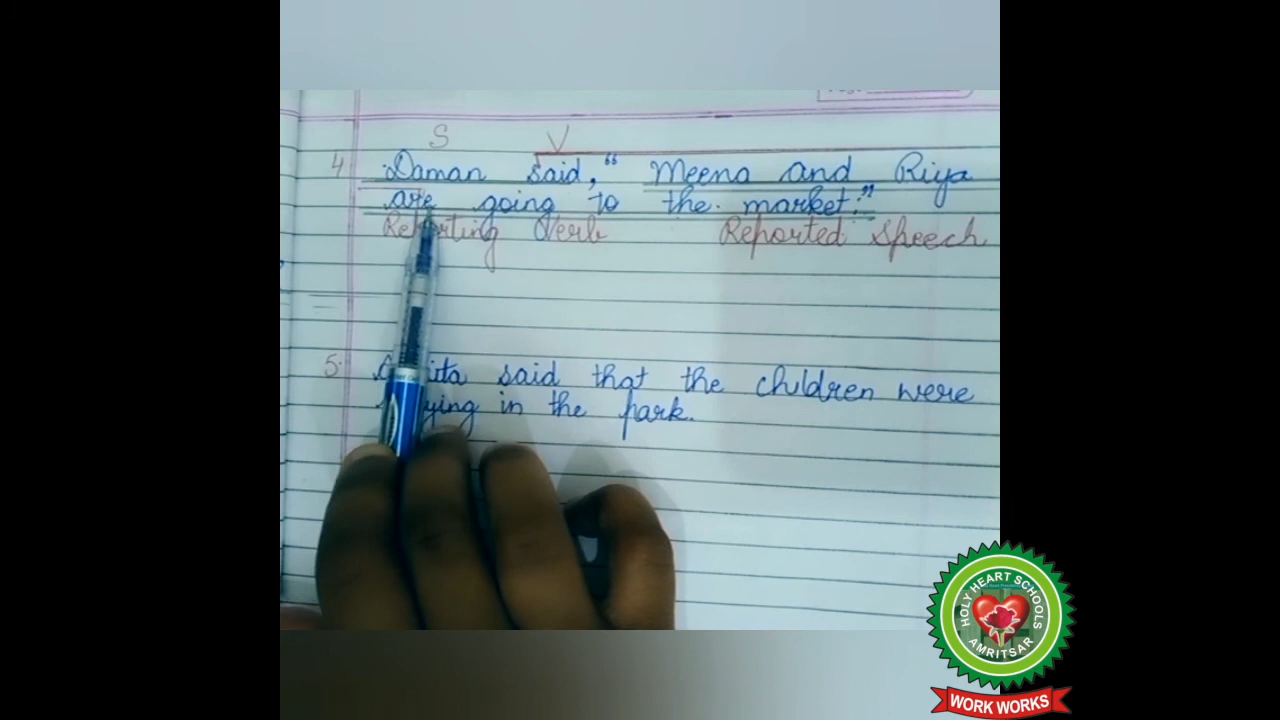 S V
4 Daman said, “ Meena and Riya
are going to the market.”
Reporting Verb Reported Speech
5. said that the children were
in the park.
HOLY HEART SCHOOLS
AMRITSAR
WORK WORKS